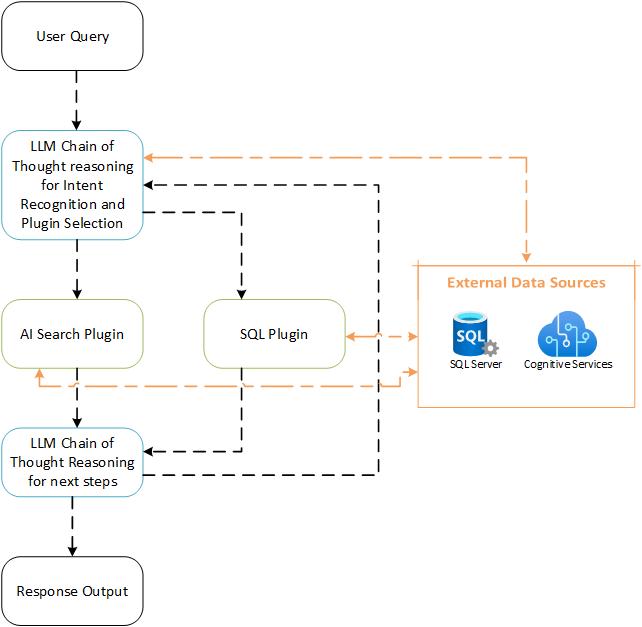 User Query
LLM Chain of
Thought reasoning
for Intent
Recognition and
Plugin Selection
External Data Sources
SQL
SQL Server
Cognitive Services
AI Search Plugin
SQL Plugin
LLM Chain of
Thought Reasoning
for next steps
Response Output